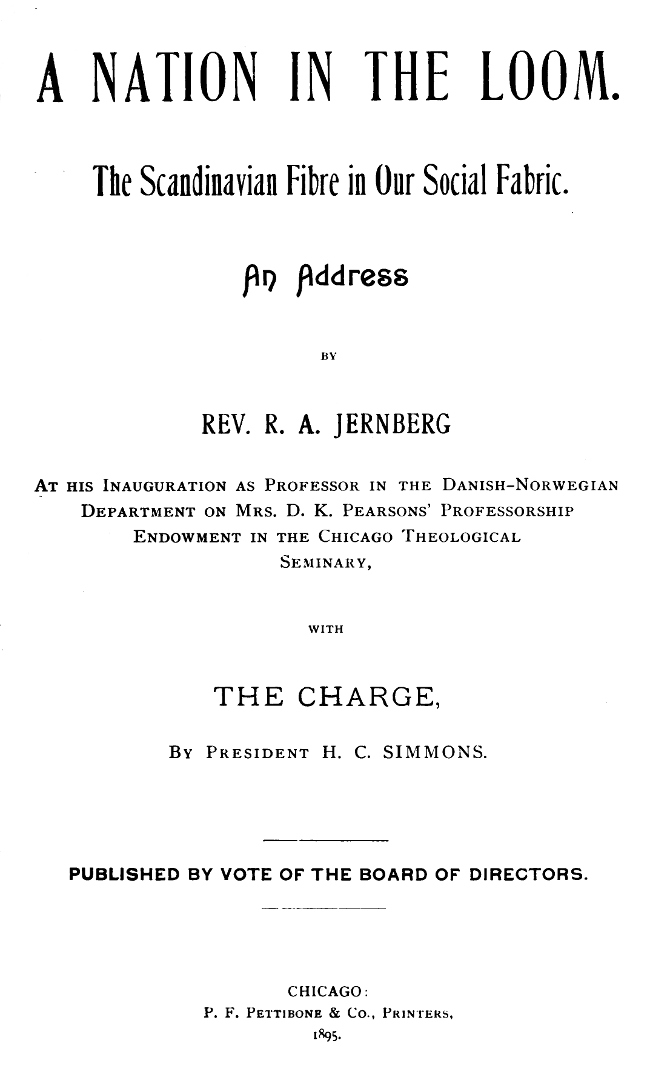 A NATION IN THE LOOM.
The Scandinavian Fibre in Our Social Fabric.
An Address
BY
REV. R. A. JERNBERG
AT HIS INAUGURATION AS PROFESSOR IN THE DANISH-NORWEGIAN
DEPARTMENT ON MRS. D. K. PEARSONS' PROFESSORSHIP
ENDOWMENT IN THE CHICAGO THEOLOGICAL
SEMINARY,
WITH
THE CHARGE,
BY PRESIDENT H. C. SIMMONS.
PUBLISHED BY VOTE OF THE BOARD OF DIRECTORS.
CHICAGO:
P. F. PETTIBONE & CO., PRINTERS,
1895.